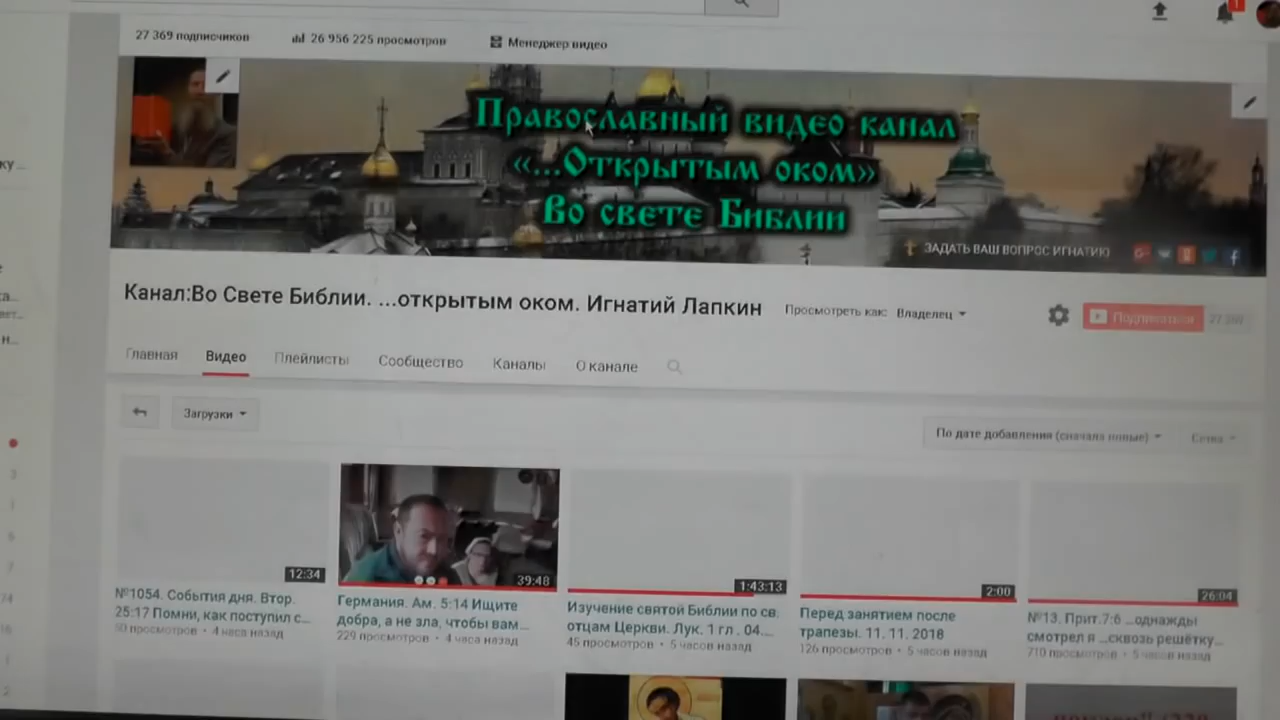 27 369 подписчиков
26 956 225 просмотров
Менеджер видео
Православный видео канал
«...Открытым оком»
Во свете Библии
ЗАДАТЬ ВАШ ВОПРОС ИГНАТИЮ
Канал:Во Свете Библии. ...открытым оком. Игнатий Лапкин
Просмотреть как: Владелец
Подписаться 27 369
Главная Видео Плейлисты Сообщество Каналы О канале
Загрузки
По дате добавления (сначала новые)
Сетка
12:34
№1054. События дня. Втор.
25:17 Помни, как поступил с...
50 просмотров • 4 часа назад
39:48
Германия. Ам. 5:14 Ищите
добра, а не зла, чтобы вам...
229 просмотров • 4 часа назад
1:43:13
Изучение святой Библии по св.
отцам Церкви. Лук. 1 гл . 04....
45 просмотров • 5 часов назад
2:00
Перед занятием после
трапезы. 11. 11. 2018
126 просмотров • 5 часов назад
26:04
№13. Прит.7:6 ...однажды
смотрел я ...сквозь решётку...
710 просмотров • 5 часов назад